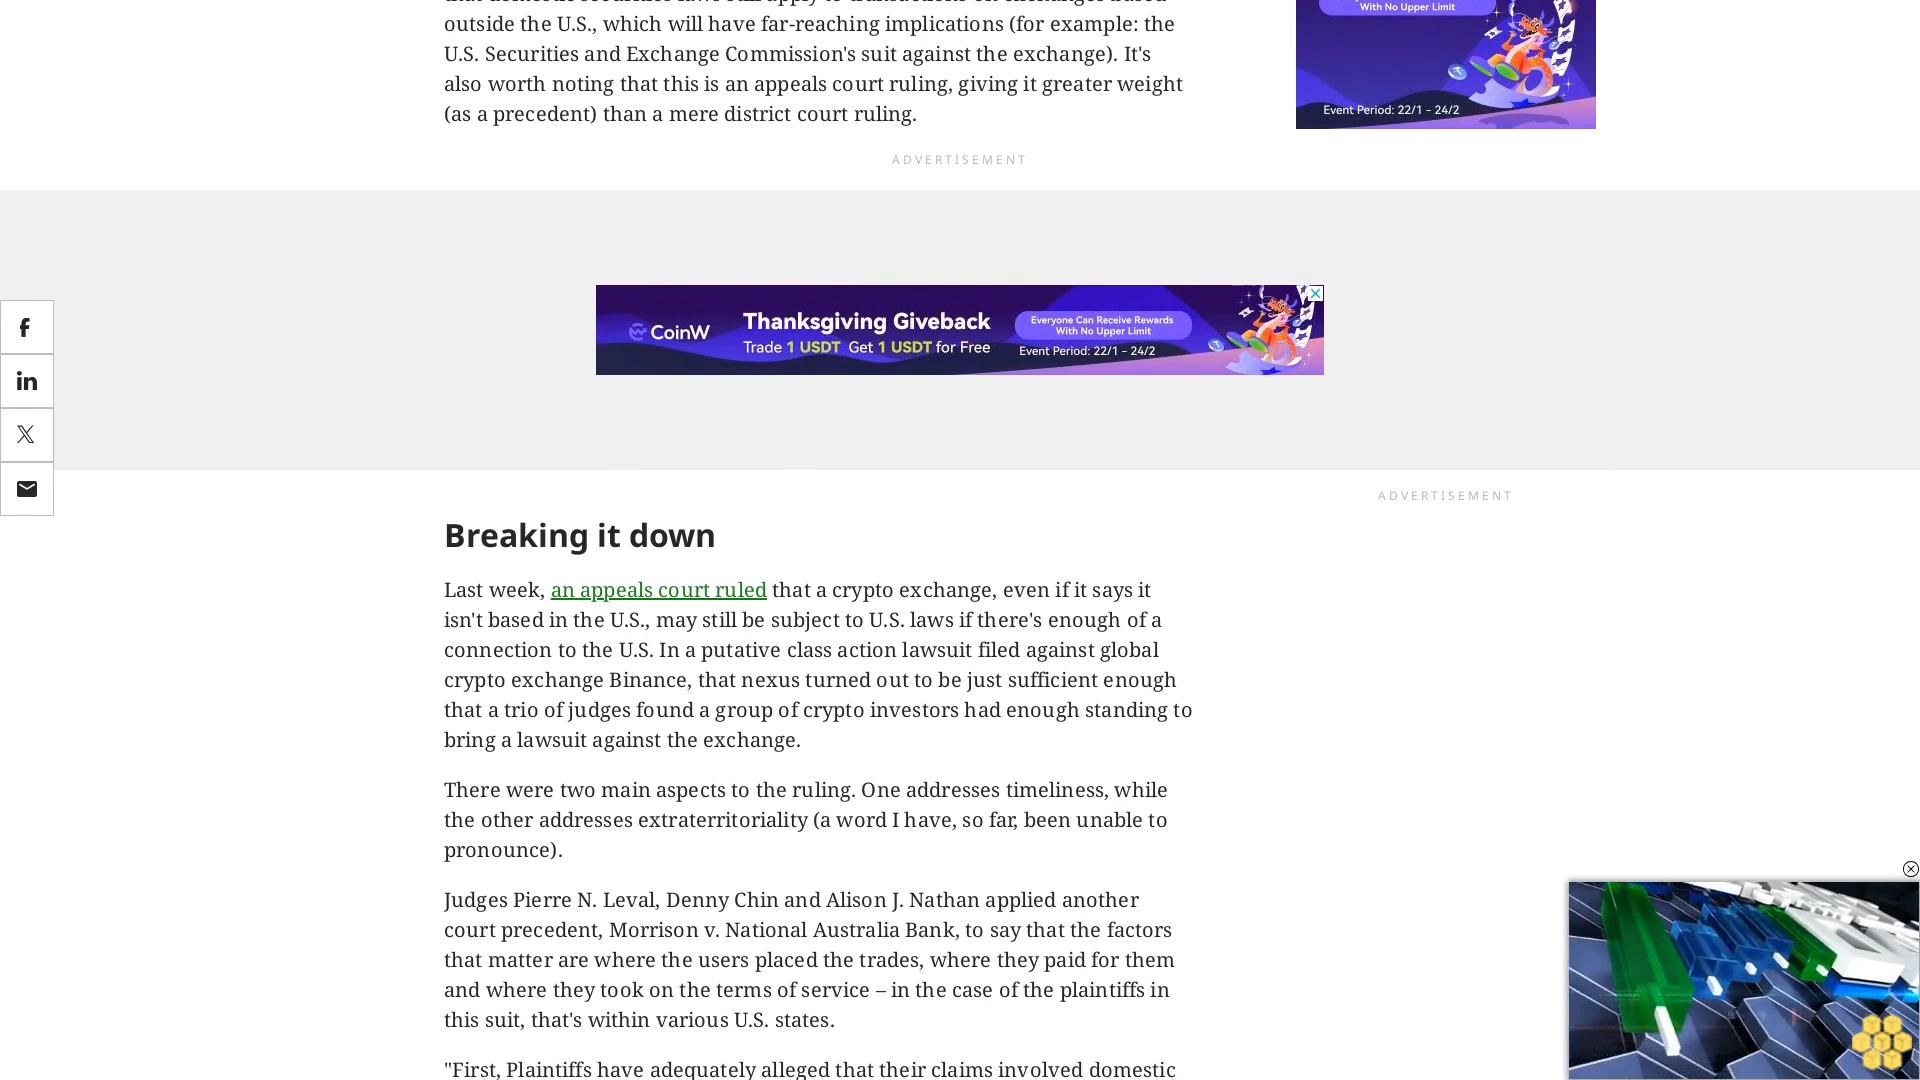 outside the U.S., which will have far-reaching implications (for example: the
U.S. Securities and Exchange Commission's suit against the exchange). It's
also worth noting that this is an appeals court ruling, giving it greater weight
(as a precedent) than a mere district court ruling.
With No Upper Limit
Event Period: 22/1 - 24/2
ADVERTISEMENT
CoinW
Thanksgiving Giveback
Trade 1 USDT Get 1 USDT for Free
Everyone Can Receive Rewards
With No Upper Limit
Event Period: 22/1 - 24/2
ADVERTISEMENT
Breaking it down
Last week, an appeals court ruled that a crypto exchange, even if it says it
isn't based in the U.S., may still be subject to U.S. laws if there's enough of a
connection to the U.S. In a putative class action lawsuit filed against global
crypto exchange Binance, that nexus turned out to be just sufficient enough
that a trio of judges found a group of crypto investors had enough standing to
bring a lawsuit against the exchange.
There were two main aspects to the ruling. One addresses timeliness, while
the other addresses extraterritoriality (a word I have, so far, been unable to
pronounce).
Judges Pierre N. Leval, Denny Chin and Alison J. Nathan applied another
court precedent, Morrison v. National Australia Bank, to say that the factors
that matter are where the users placed the trades, where they paid for them
and where they took on the terms of service – in the case of the plaintiffs in
this suit, that's within various U.S. states.
"First, Plaintiffs have adequately alleged that their claims involved domestic